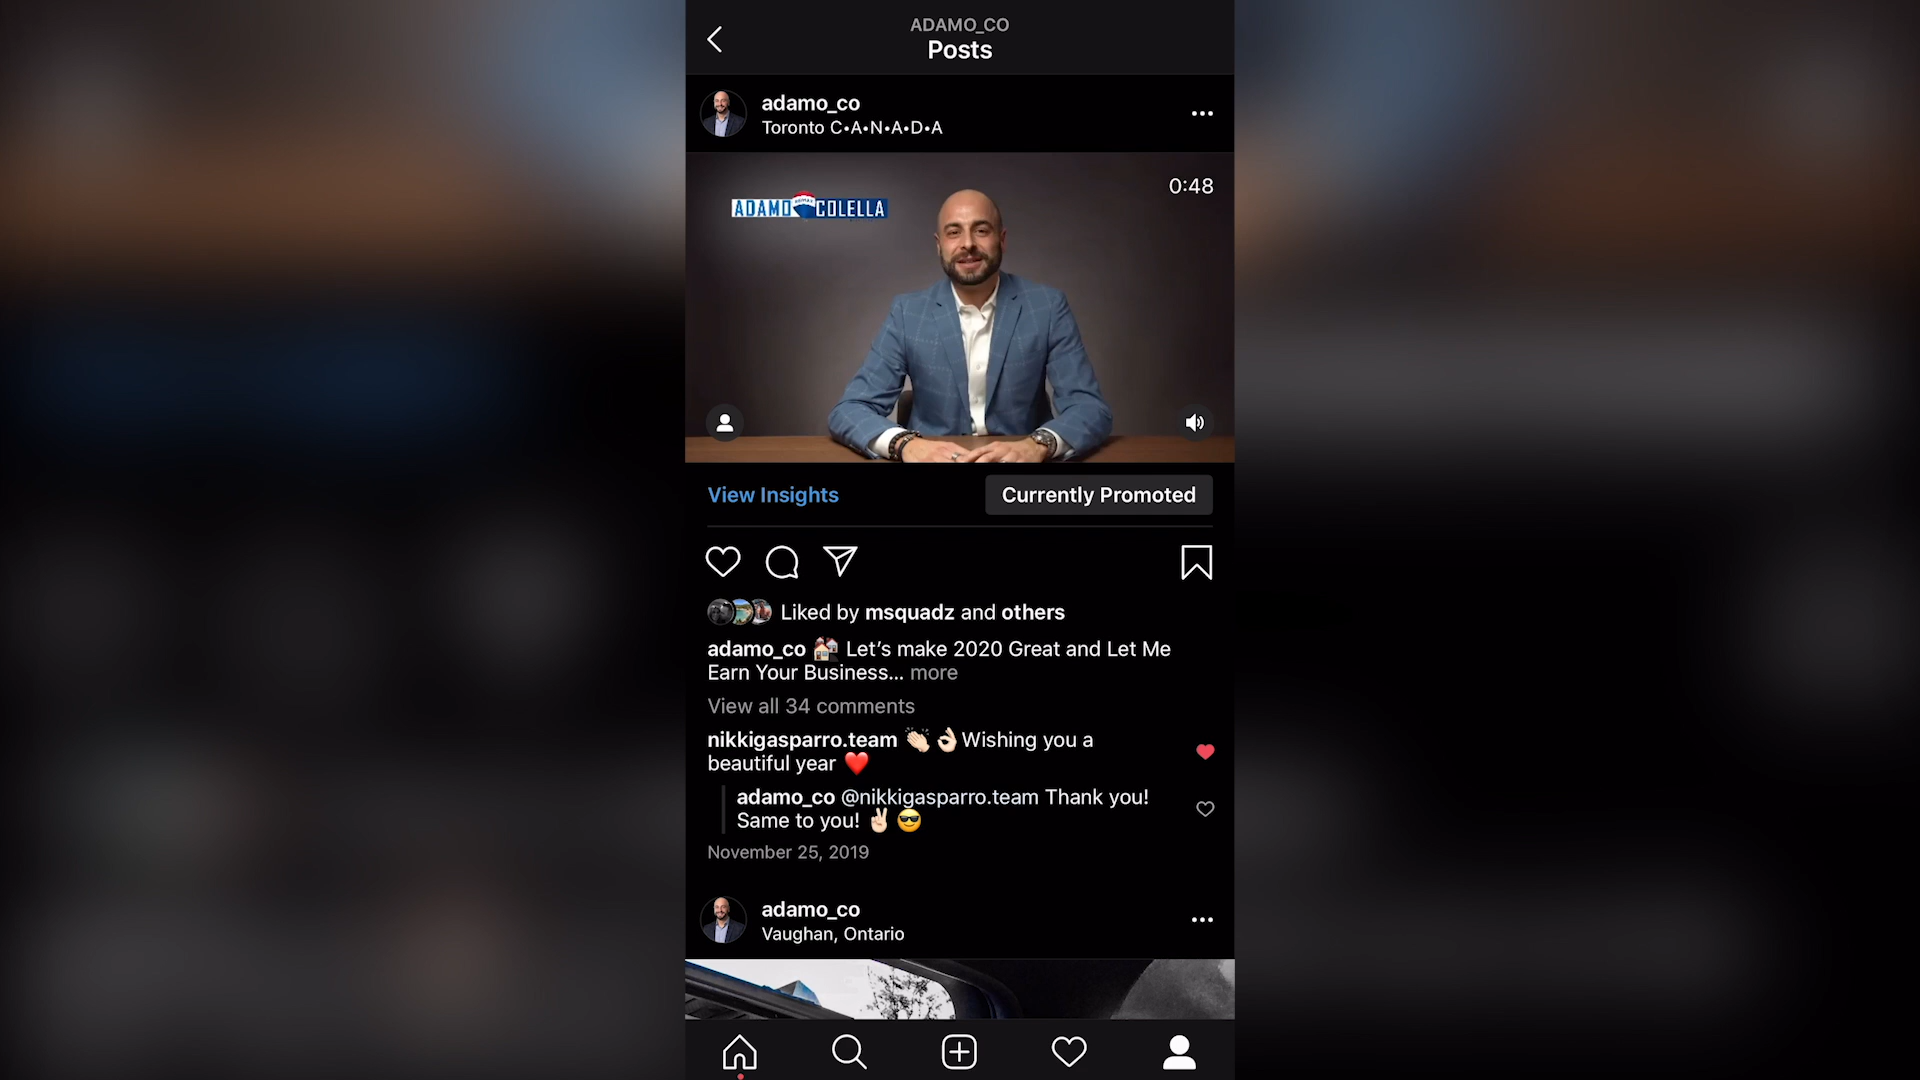 ADAMO_CO
Posts
adamo_co
Toronto C•A•N•A•D•A
ADAMO COLELLA
0:48
View Insights
Currently Promoted
Liked by msquadz and others
adamo_co 🏘️ Let’s make 2020 Great and Let Me
Earn Your Business... more
View all 34 comments
nikkigasparro.team 👏🏻👌🏻Wishing you a
beautiful year ❤️
adamo_co @nikkigasparro.team Thank you!
Same to you! ✌🏻😎
November 25, 2019
adamo_co
Vaughan, Ontario